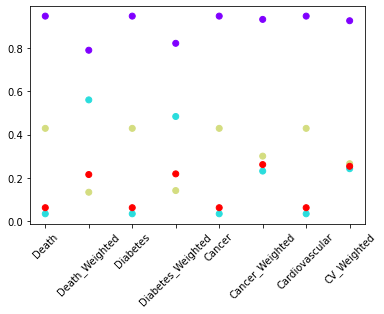 0.8
0.6
0.4
0.2
0.0
Death
Death_Weighted
Diabetes
Diabetes_Weighted
Cancer
Cancer_Weighted
Cardiovascular
CV_Weighted